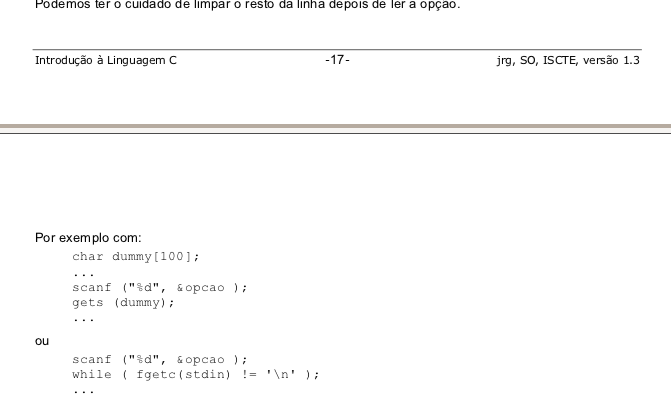 Podemos ter o cuidado de limpar o resto da linha depois de ler a opção.
Introdução à Linguagem C -17- jrg, SO, ISCTE, versão 1.3
Por exemplo com:
char dummy[100];
...
scanf ("%d", &opcao );
gets (dummy);
...
ou
scanf ("%d", &opcao );
while ( fgetc(stdin) != '\n' );
...